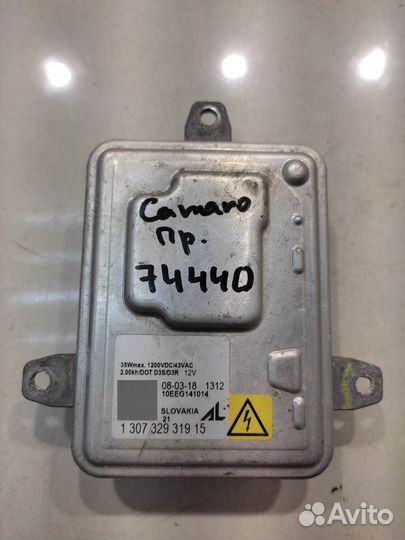 Camaro
Пр.
74440
35Wmax. 1200VDC/43VAC
2.00kh/DOT D3S/D3R 12V
08-03-18 1312
10EEG141014
SLOVAKIA
21
AL
1 307 329 319 15
Avito